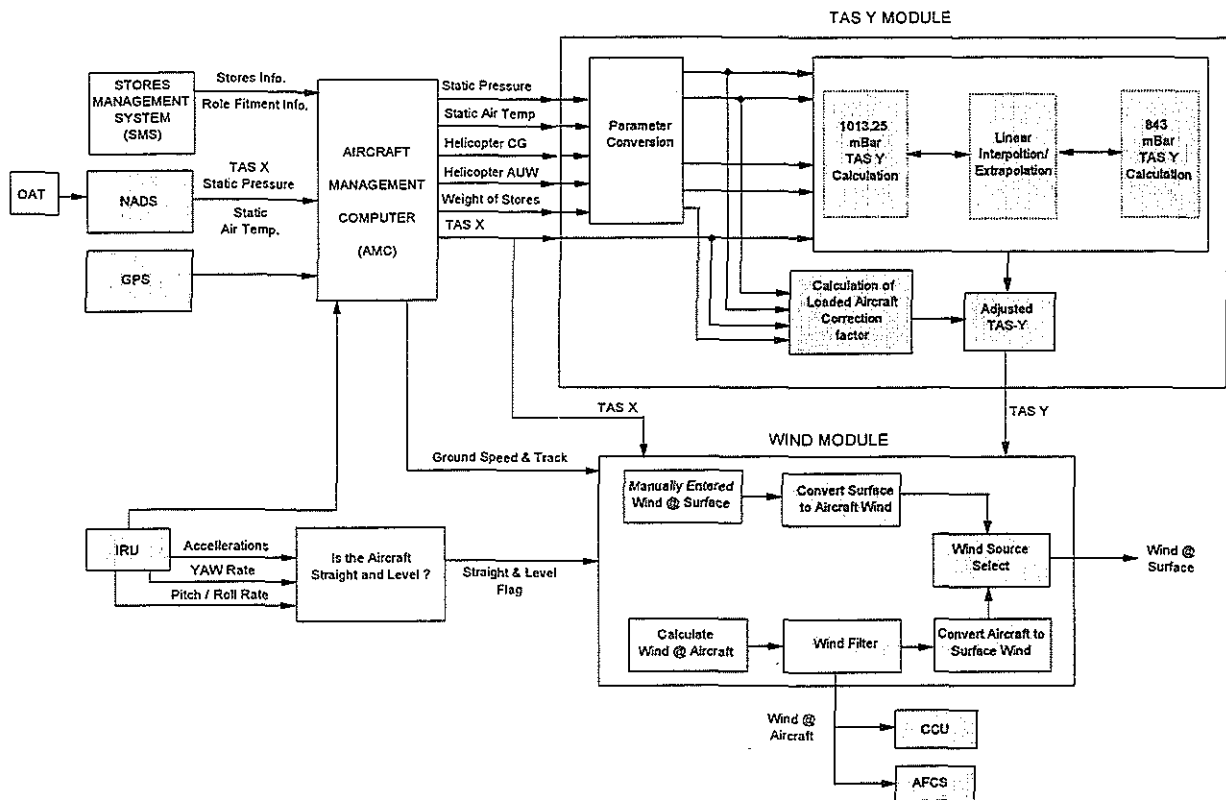 TAS Y MODULE
STORES
MANAGEMENT
SYSTEM
(SMS)
Stores Info.
Role Fitment Info.
OAT
NADS
TAS X
Static Pressure
Static
Air Temp.
GPS
AIRCRAFT
MANAGEMENT
COMPUTER
(AMC)
Static Pressure
Static Air Temp
Helicopter CG
Helicopter AUW
Weight of Stores
TAS X
Parameter
Conversion
1013.25
mBar
TAS Y
Calculation
Linear
Interpoltion/
Extrapolation
843
mBar
TAS Y
Calculation
Calculation of
Loaded Aircraft
Correction
factor
Adjusted
TAS-Y
TAS X
TAS Y
WIND MODULE
Ground Speed & Track
Manually Entered
Wind @ Surface
Convert Surface
to Aircraft Wind
Wind Source
Select
Wind @
Surface
IRU
Accellerations
YAW Rate
Pitch / Roll Rate
Is the Aircraft
Straight and Level ?
Straight & Level
Flag
Calculate
Wind @ Aircraft
Wind Filter
Convert Aircraft to
Surface Wind
Wind @
Aircraft
CCU
AFCS